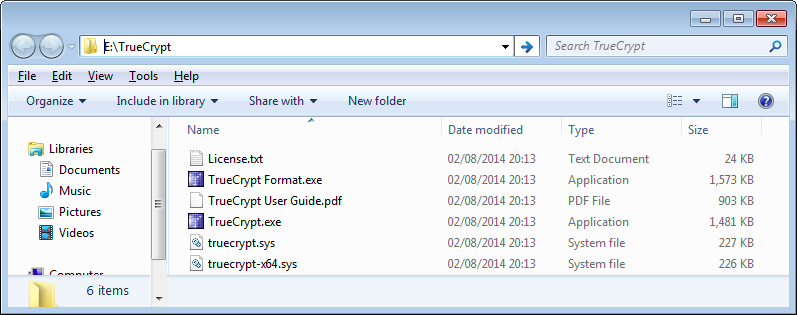 E:\TrueCrypt Search TrueCrypt
File Edit View Tools Help
Organize Include in library Share with New folder
Name Date modified Type Size
Libraries
Documents
Music
Pictures
Videos
Computer
License.txt 02/08/2014 20:13 Text Document 24 KB
TrueCrypt Format.exe 02/08/2014 20:13 Application 1,573 KB
TrueCrypt User Guide.pdf 02/08/2014 20:13 PDF File 903 KB
TrueCrypt.exe 02/08/2014 20:13 Application 1,481 KB
truecrypt.sys 02/08/2014 20:13 System file 227 KB
truecrypt-x64.sys 02/08/2014 20:13 System file 226 KB
6 items